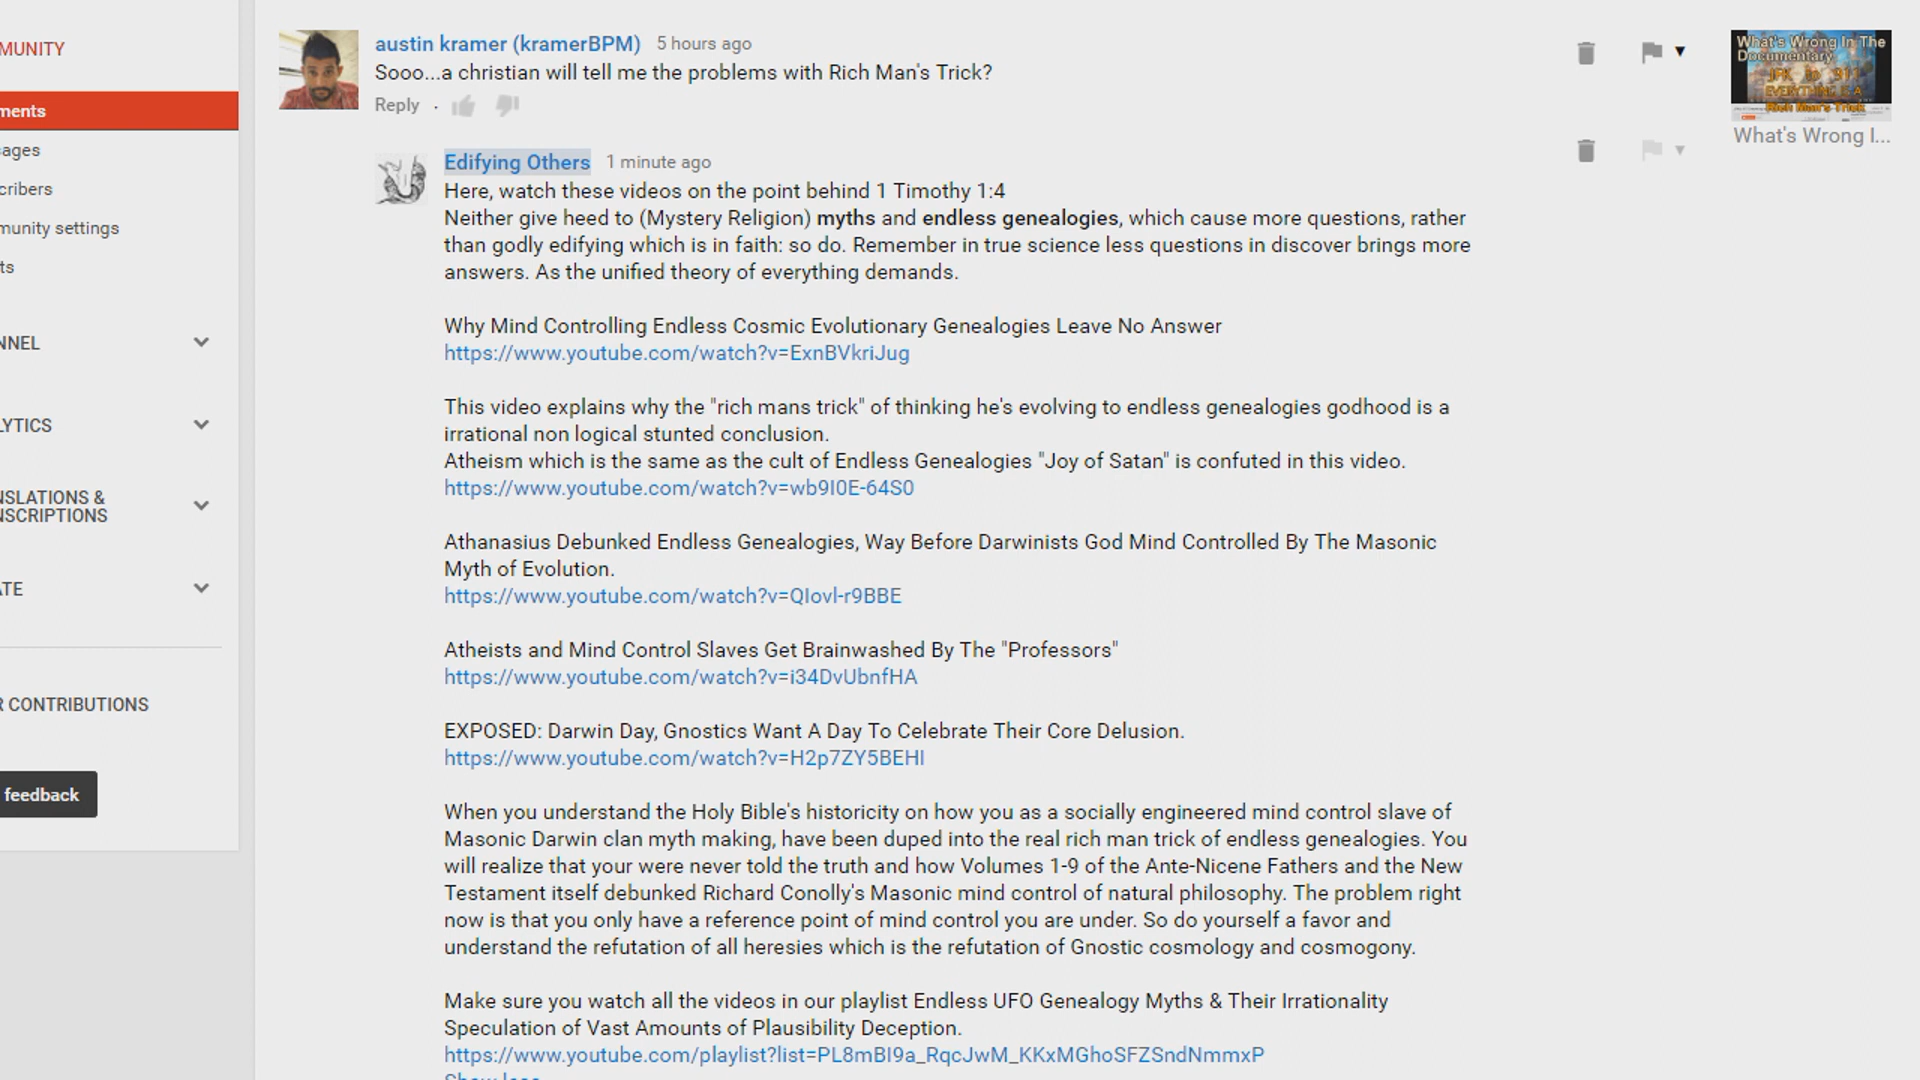 MUNITY
ments
ages
cribers
munity settings
ts
NNEL
LYTICS
NSLATIONS &
NSCRIPTIONS
ATE
R CONTRIBUTIONS
feedback
austin kramer (kramerBPM) 5 hours ago
Sooo...a christian will tell me the problems with Rich Man's Trick?
Reply ·
Edifying Others 1 minute ago
Here, watch these videos on the point behind 1 Timothy 1:4
Neither give heed to (Mystery Religion) myths and endless genealogies, which cause more questions, rather
than godly edifying which is in faith: so do. Remember in true science less questions in discover brings more
answers. As the unified theory of everything demands.
Why Mind Controlling Endless Cosmic Evolutionary Genealogies Leave No Answer
https://www.youtube.com/watch?v=ExnBVkriJug
This video explains why the "rich mans trick" of thinking he's evolving to endless genealogies godhood is a
irrational non logical stunted conclusion.
Atheism which is the same as the cult of Endless Genealogies "Joy of Satan" is confuted in this video.
https://www.youtube.com/watch?v=wb9I0E-64S0
Athanasius Debunked Endless Genealogies, Way Before Darwinists God Mind Controlled By The Masonic
Myth of Evolution.
https://www.youtube.com/watch?v=QIovl-r9BBE
Atheists and Mind Control Slaves Get Brainwashed By The "Professors"
https://www.youtube.com/watch?v=i34DvUbnfHA
EXPOSED: Darwin Day, Gnostics Want A Day To Celebrate Their Core Delusion.
https://www.youtube.com/watch?v=H2p7ZY5BEHI
When you understand the Holy Bible's historicity on how you as a socially engineered mind control slave of
Masonic Darwin clan myth making, have been duped into the real rich man trick of endless genealogies. You
will realize that your were never told the truth and how Volumes 1-9 of the Ante-Nicene Fathers and the New
Testament itself debunked Richard Conolly's Masonic mind control of natural philosophy. The problem right
now is that you only have a reference point of mind control you are under. So do yourself a favor and
understand the refutation of all heresies which is the refutation of Gnostic cosmology and cosmogony.
Make sure you watch all the videos in our playlist Endless UFO Genealogy Myths & Their Irrationality
Speculation of Vast Amounts of Plausibility Deception.
https://www.youtube.com/playlist?list=PL8mBI9a_RqcJwM_KKxMGhoSFZSndNmmxP
Show less
What's Wrong In The
Documentary
JFK to 911
EVERYTHING IS A
Rich Men's Trick
What's Wrong I...